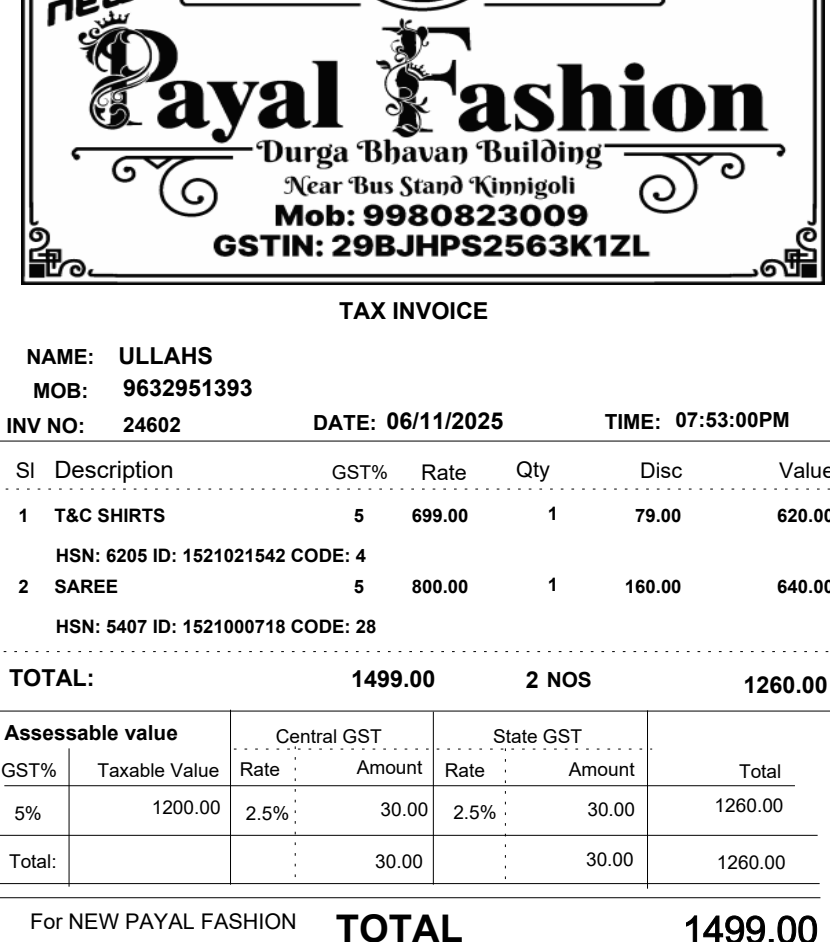 new
Payal Fashion
Durga Bhavan Building
Near Bus Stand Kinnigoli
Mob: 9980823009
GSTIN: 29BJHPS2563K1ZL
TAX INVOICE
NAME: ULLAHS
MOB: 9632951393
INV NO: 24602 DATE: 06/11/2025 TIME: 07:53:00PM
Sl Description GST% Rate Qty Disc Value
1 T&C SHIRTS 5 699.00 1 79.00 620.00
HSN: 6205 ID: 1521021542 CODE: 4
2 SAREE 5 800.00 1 160.00 640.00
HSN: 5407 ID: 1521000718 CODE: 28
TOTAL: 1499.00 2 NOS 1260.00
Assessable value Central GST State GST
GST% Taxable Value Rate Amount Rate Amount Total
5% 1200.00 2.5% 30.00 2.5% 30.00 1260.00
Total: 30.00 30.00 1260.00
For NEW PAYAL FASHION TOTAL 1499.00